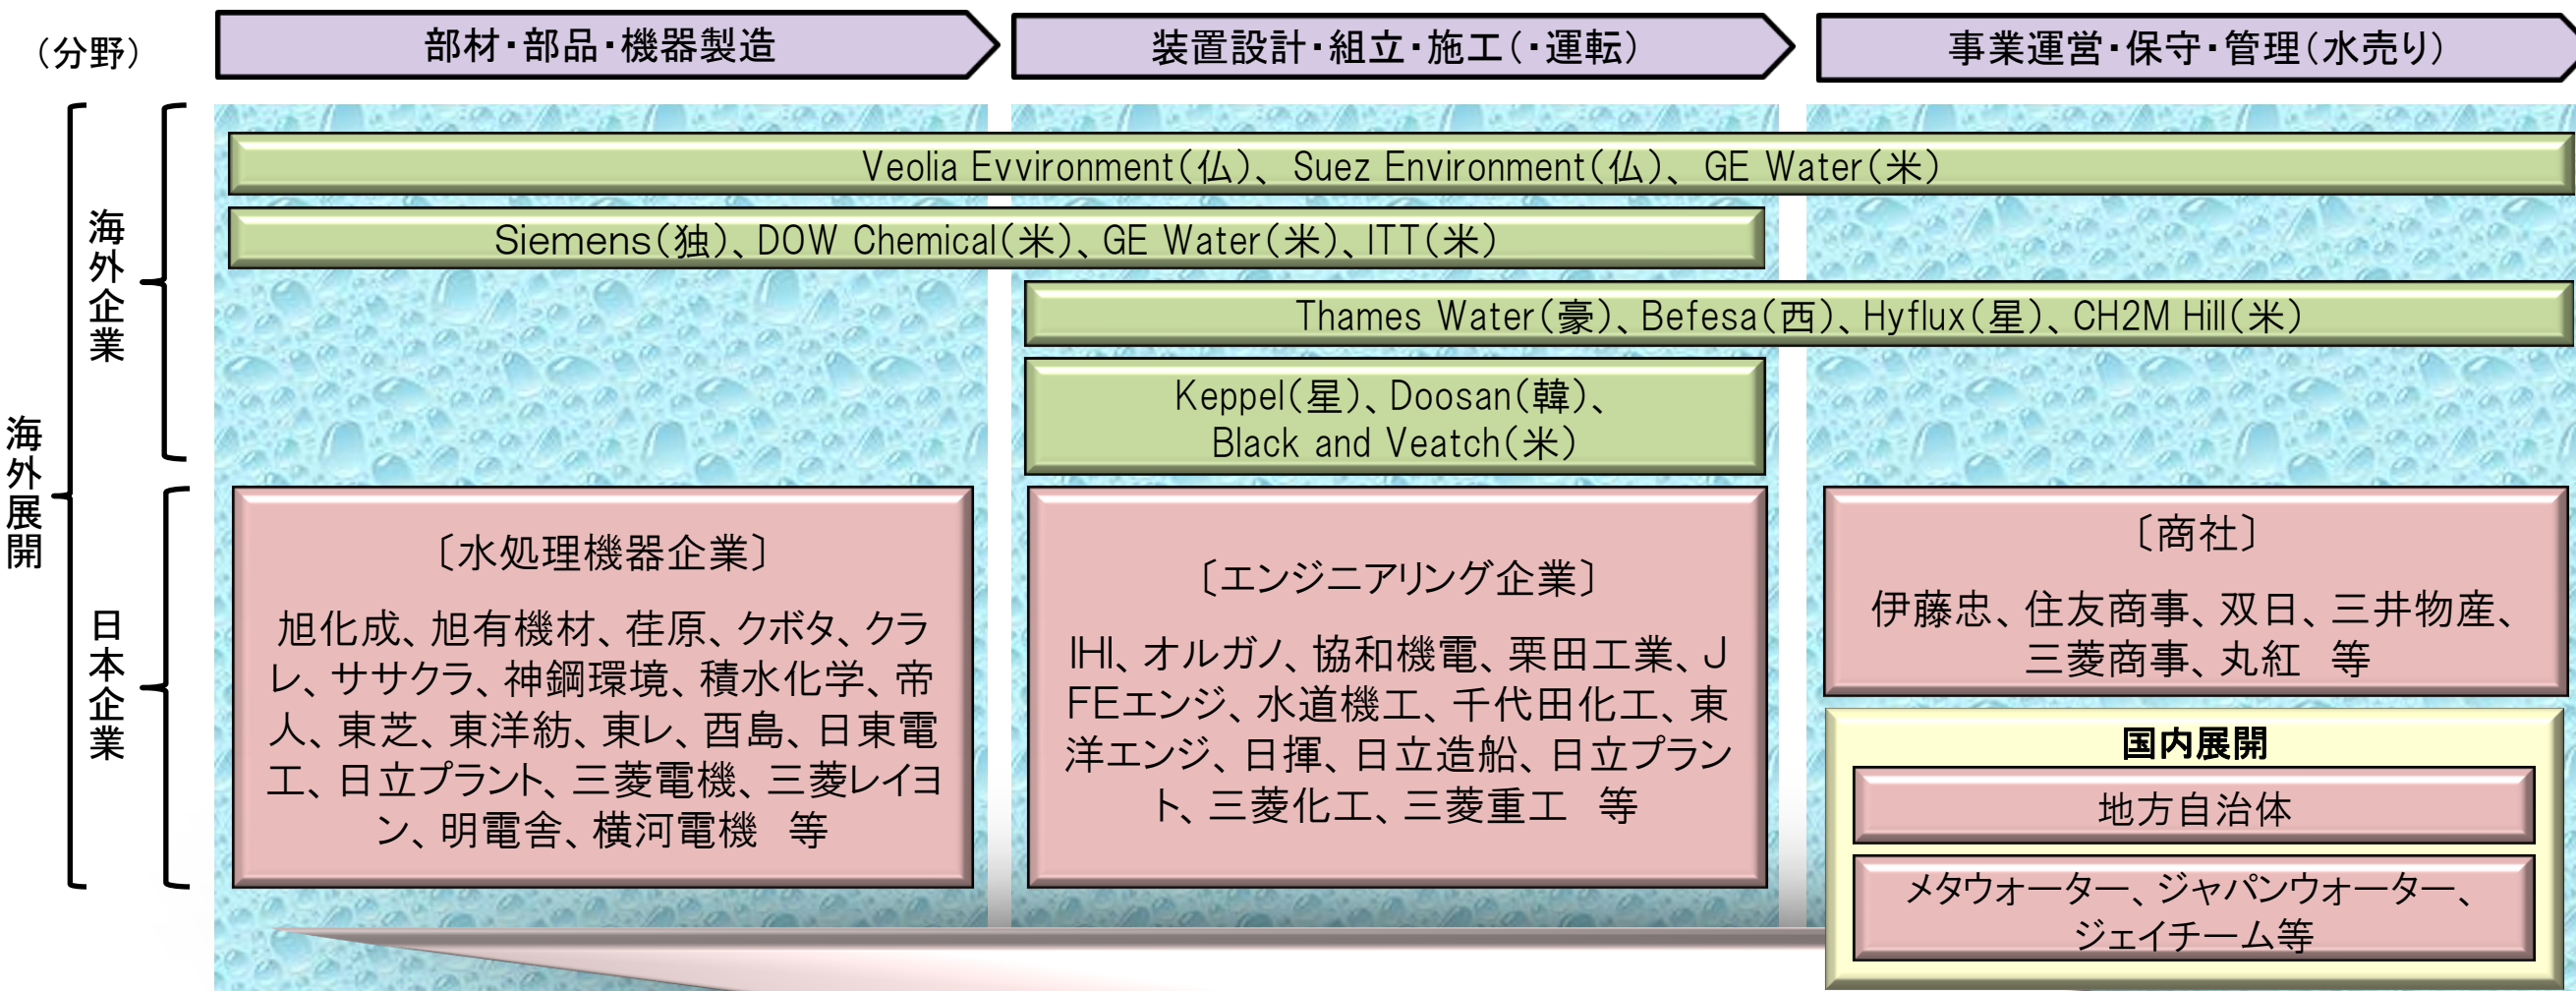 （分野）
部材・部品・機器製造
装置設計・組立・施工（・運転）
事業運営・保守・管理（水売り）
海外展開
海外企業
Veolia Evvironment（仏）、Suez Environment（仏）、GE Water（米）
Siemens（独）、DOW Chemical（米）、GE Water（米）、ITT（米）
Thames Water（豪）、Befesa（西）、Hyflux（星）、CH2M Hill（米）
Keppel（星）、Doosan（韓）、
Black and Veatch（米）
日本企業
〔水処理機器企業〕
旭化成、旭有機材、荏原、クボタ、クラ
レ、ササクラ、神鋼環境、積水化学、帝
人、東芝、東洋紡、東レ、酉島、日東電
工、日立プラント、三菱電機、三菱レイヨ
ン、明電舎、横河電機　等
〔エンジニアリング企業〕
IHI、オルガノ、協和機電、栗田工業、J
FEエンジ、水道機工、千代田化工、東
洋エンジ、日揮、日立造船、日立プラン
ト、三菱化工、三菱重工　等
〔商社〕
伊藤忠、住友商事、双日、三井物産、
三菱商事、丸紅　等
国内展開
地方自治体
メタウォーター、ジャパンウォーター、
ジェイチーム等